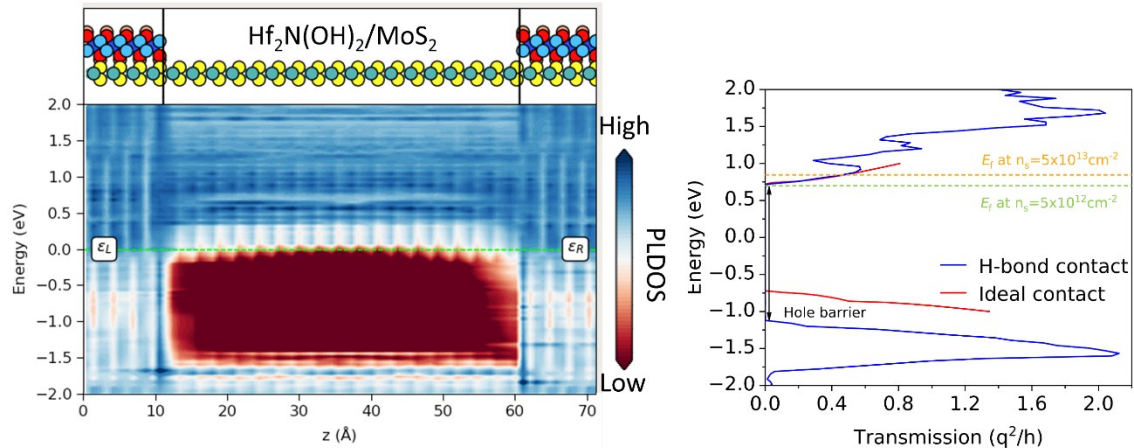 Hf₂N(OH)₂/MoS₂
2.0
1.5
1.0
0.5
0.0
−0.5
−1.0
−1.5
−2.0
Energy (eV)
εL
εR
0
10
20
30
40
50
60
70
z (Å)
High
PLDOS
Low
2.0
1.5
1.0
0.5
0.0
−0.5
−1.0
−1.5
−2.0
Energy (eV)
Ef at ns=5x10¹³cm⁻²
Ef at ns=5x10¹²cm⁻²
H-bond contact
Ideal contact
Hole barrier
0.0
0.4
0.8
1.2
1.6
2.0
2.4
Transmission (q²/h)